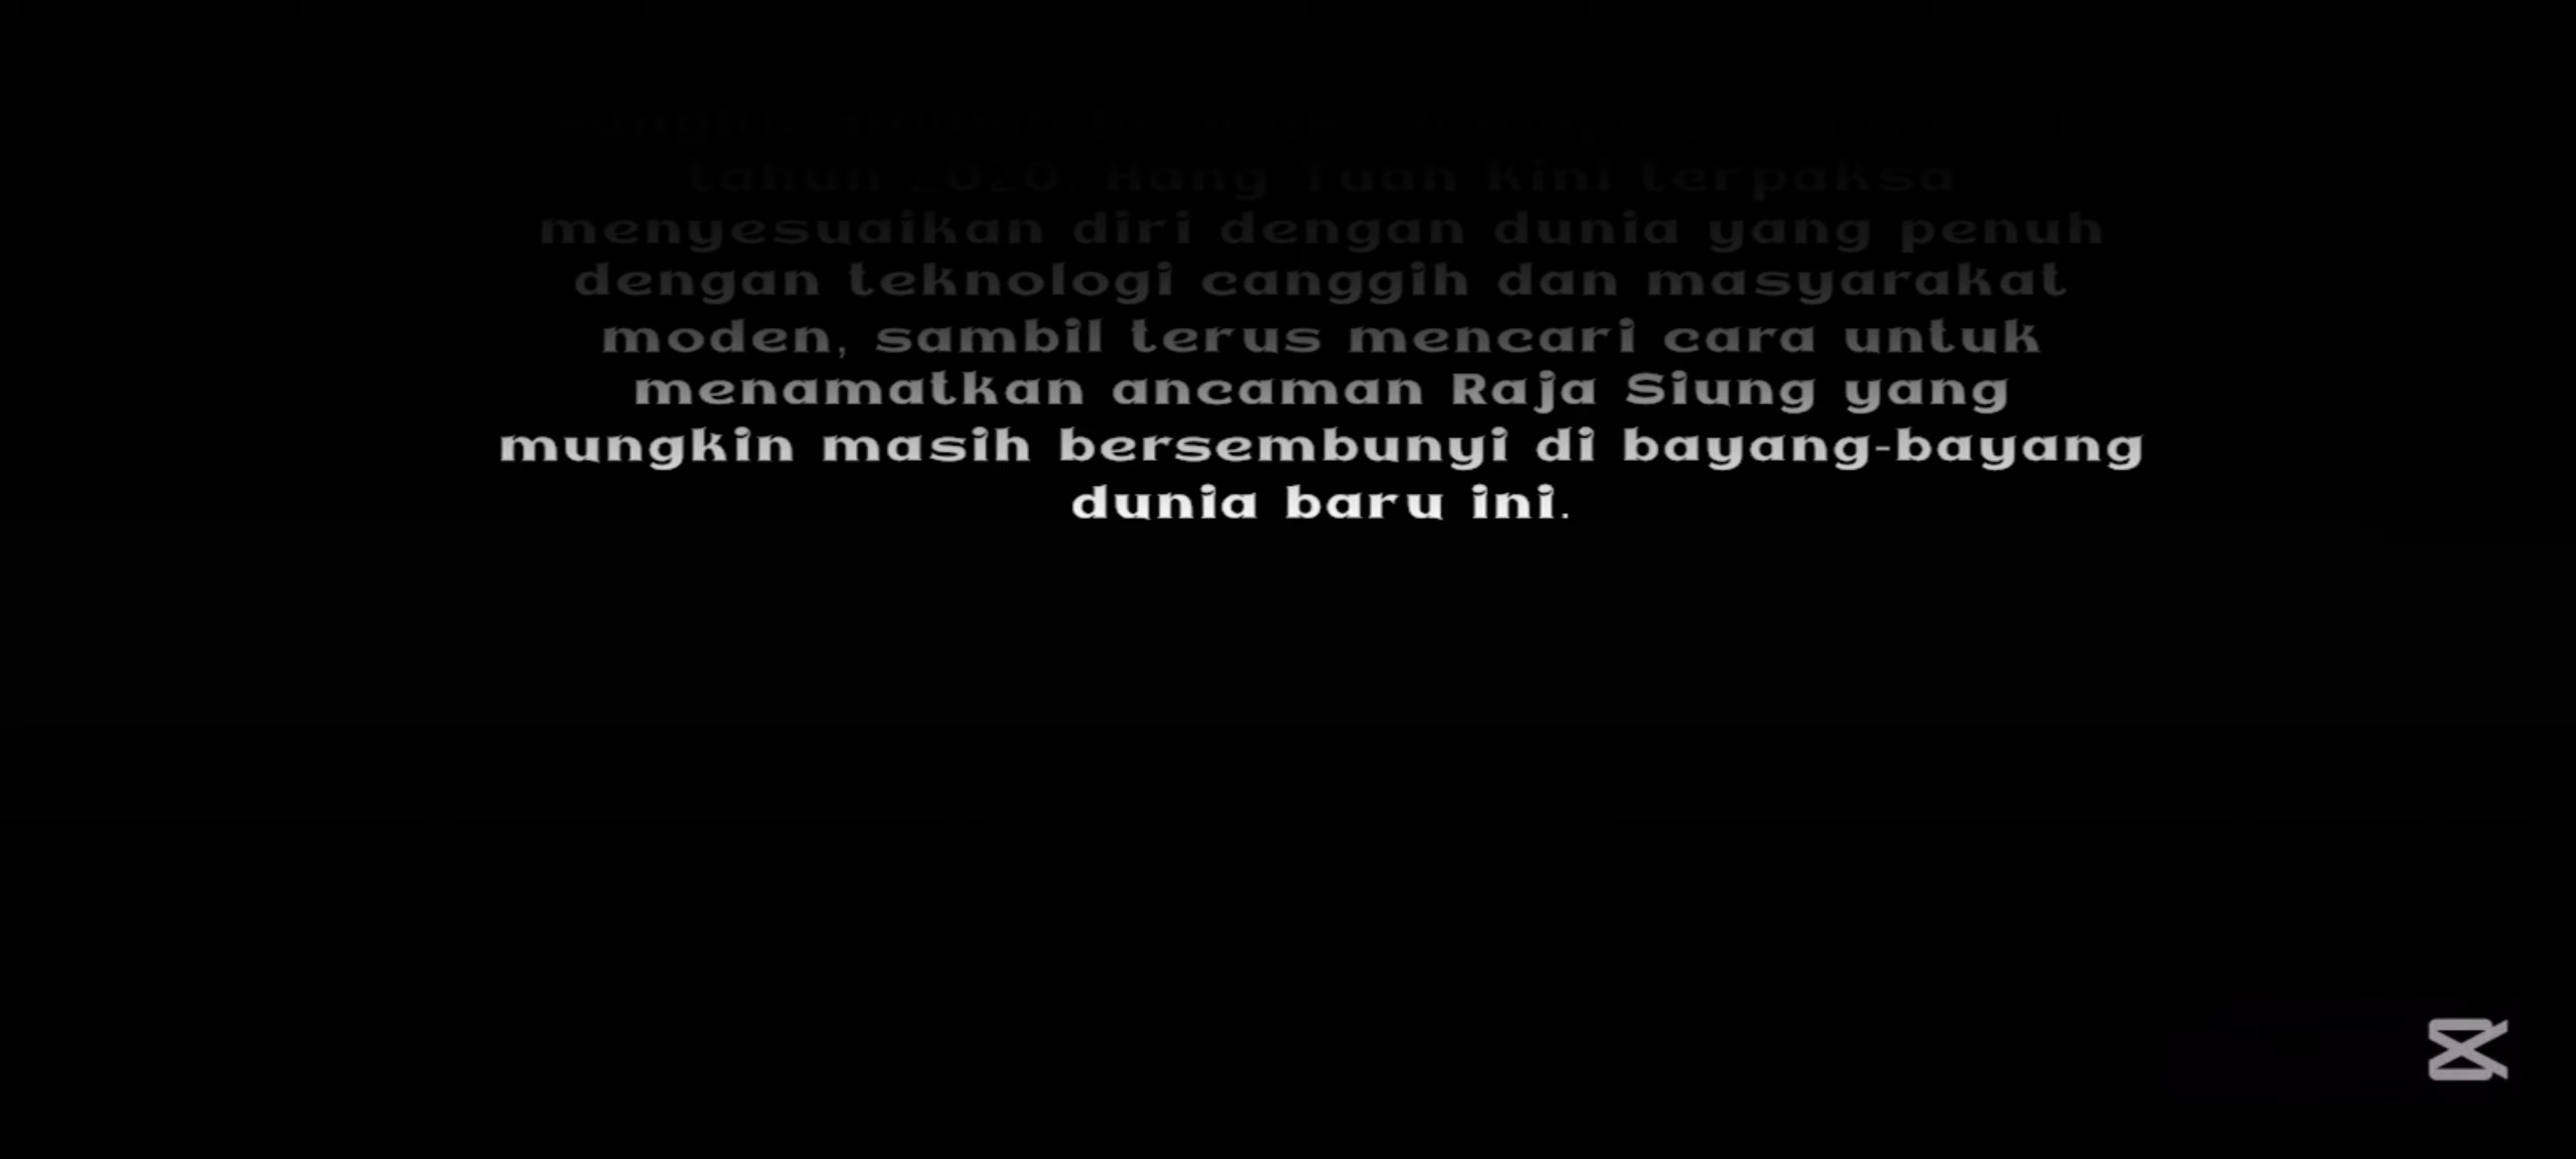 tahun 2020. Hang Tuah kini terpaksa
menyesuaikan diri dengan dunia yang penuh
dengan teknologi canggih dan masyarakat
moden, sambil terus mencari cara untuk
menamatkan ancaman Raja Siung yang
mungkin masih bersembunyi di bayang-bayang
dunia baru ini.